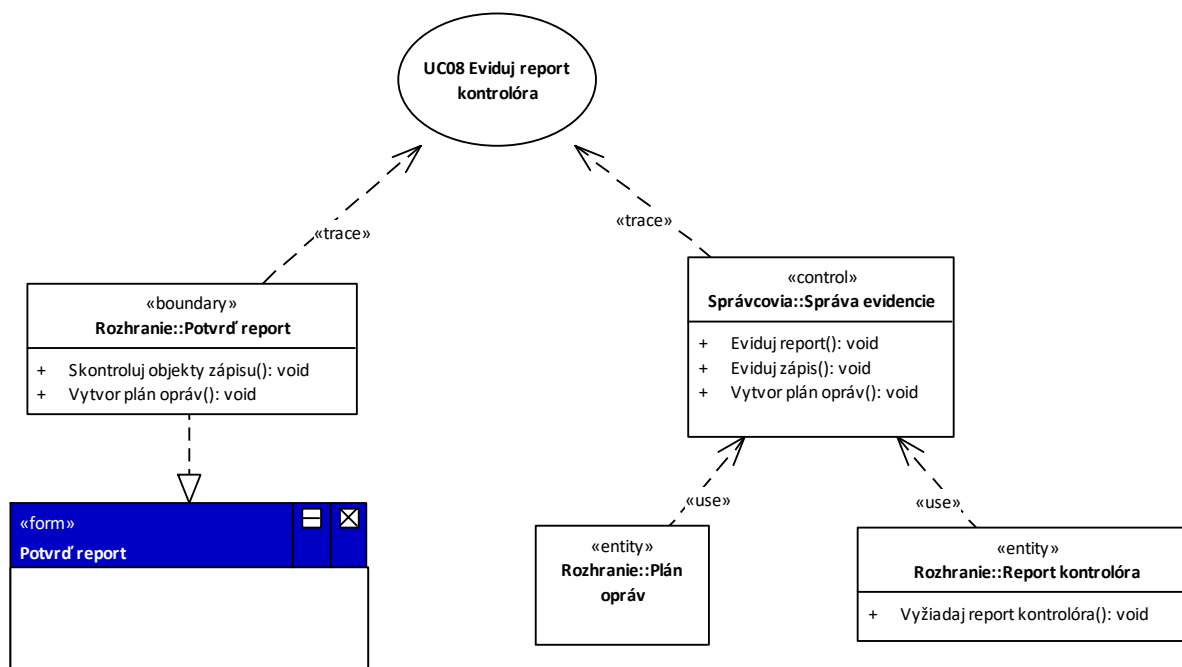 UC08 Eviduj report
kontrolóra
«trace»
«trace»
«boundary»
Rozhranie::Potvrď report
+ Skontroluj objekty zápisu(): void
+ Vytvor plán opráv(): void
«control»
Správcovia::Správa evidencie
+ Eviduj report(): void
+ Eviduj zápis(): void
+ Vytvor plán opráv(): void
«use»
«use»
«form»
Potvrď report
«entity»
Rozhranie::Plán
opráv
«entity»
Rozhranie::Report kontrolóra
+ Vyžiadaj report kontrolóra(): void